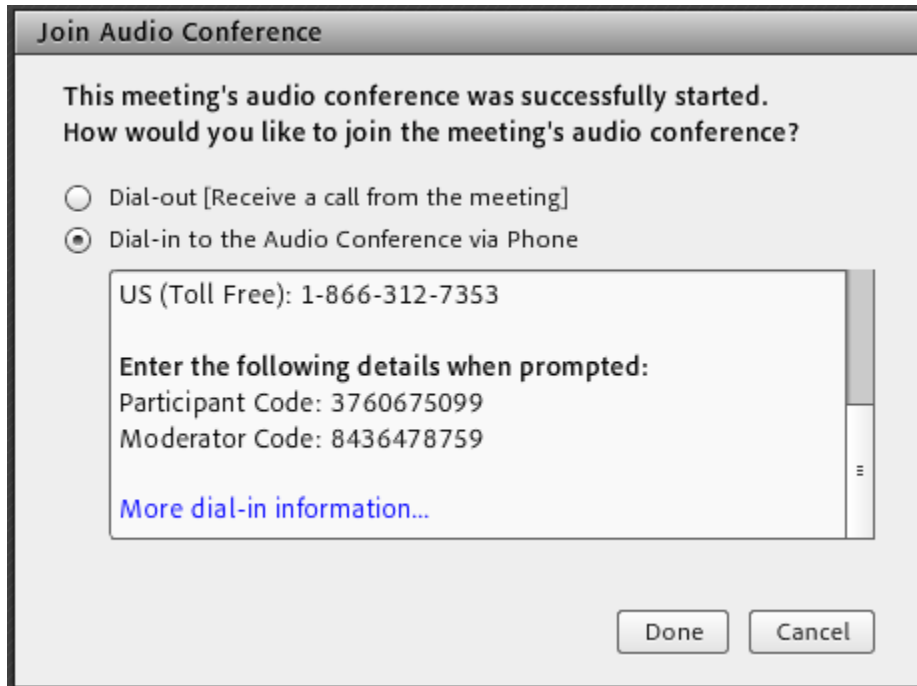 Join Audio Conference
This meeting's audio conference was successfully started.
How would you like to join the meeting's audio conference?
Dial-out [Receive a call from the meeting]
Dial-in to the Audio Conference via Phone
US (Toll Free): 1-866-312-7353
Enter the following details when prompted:
Participant Code: 3760675099
Moderator Code: 8436478759
More dial-in information...
Done Cancel